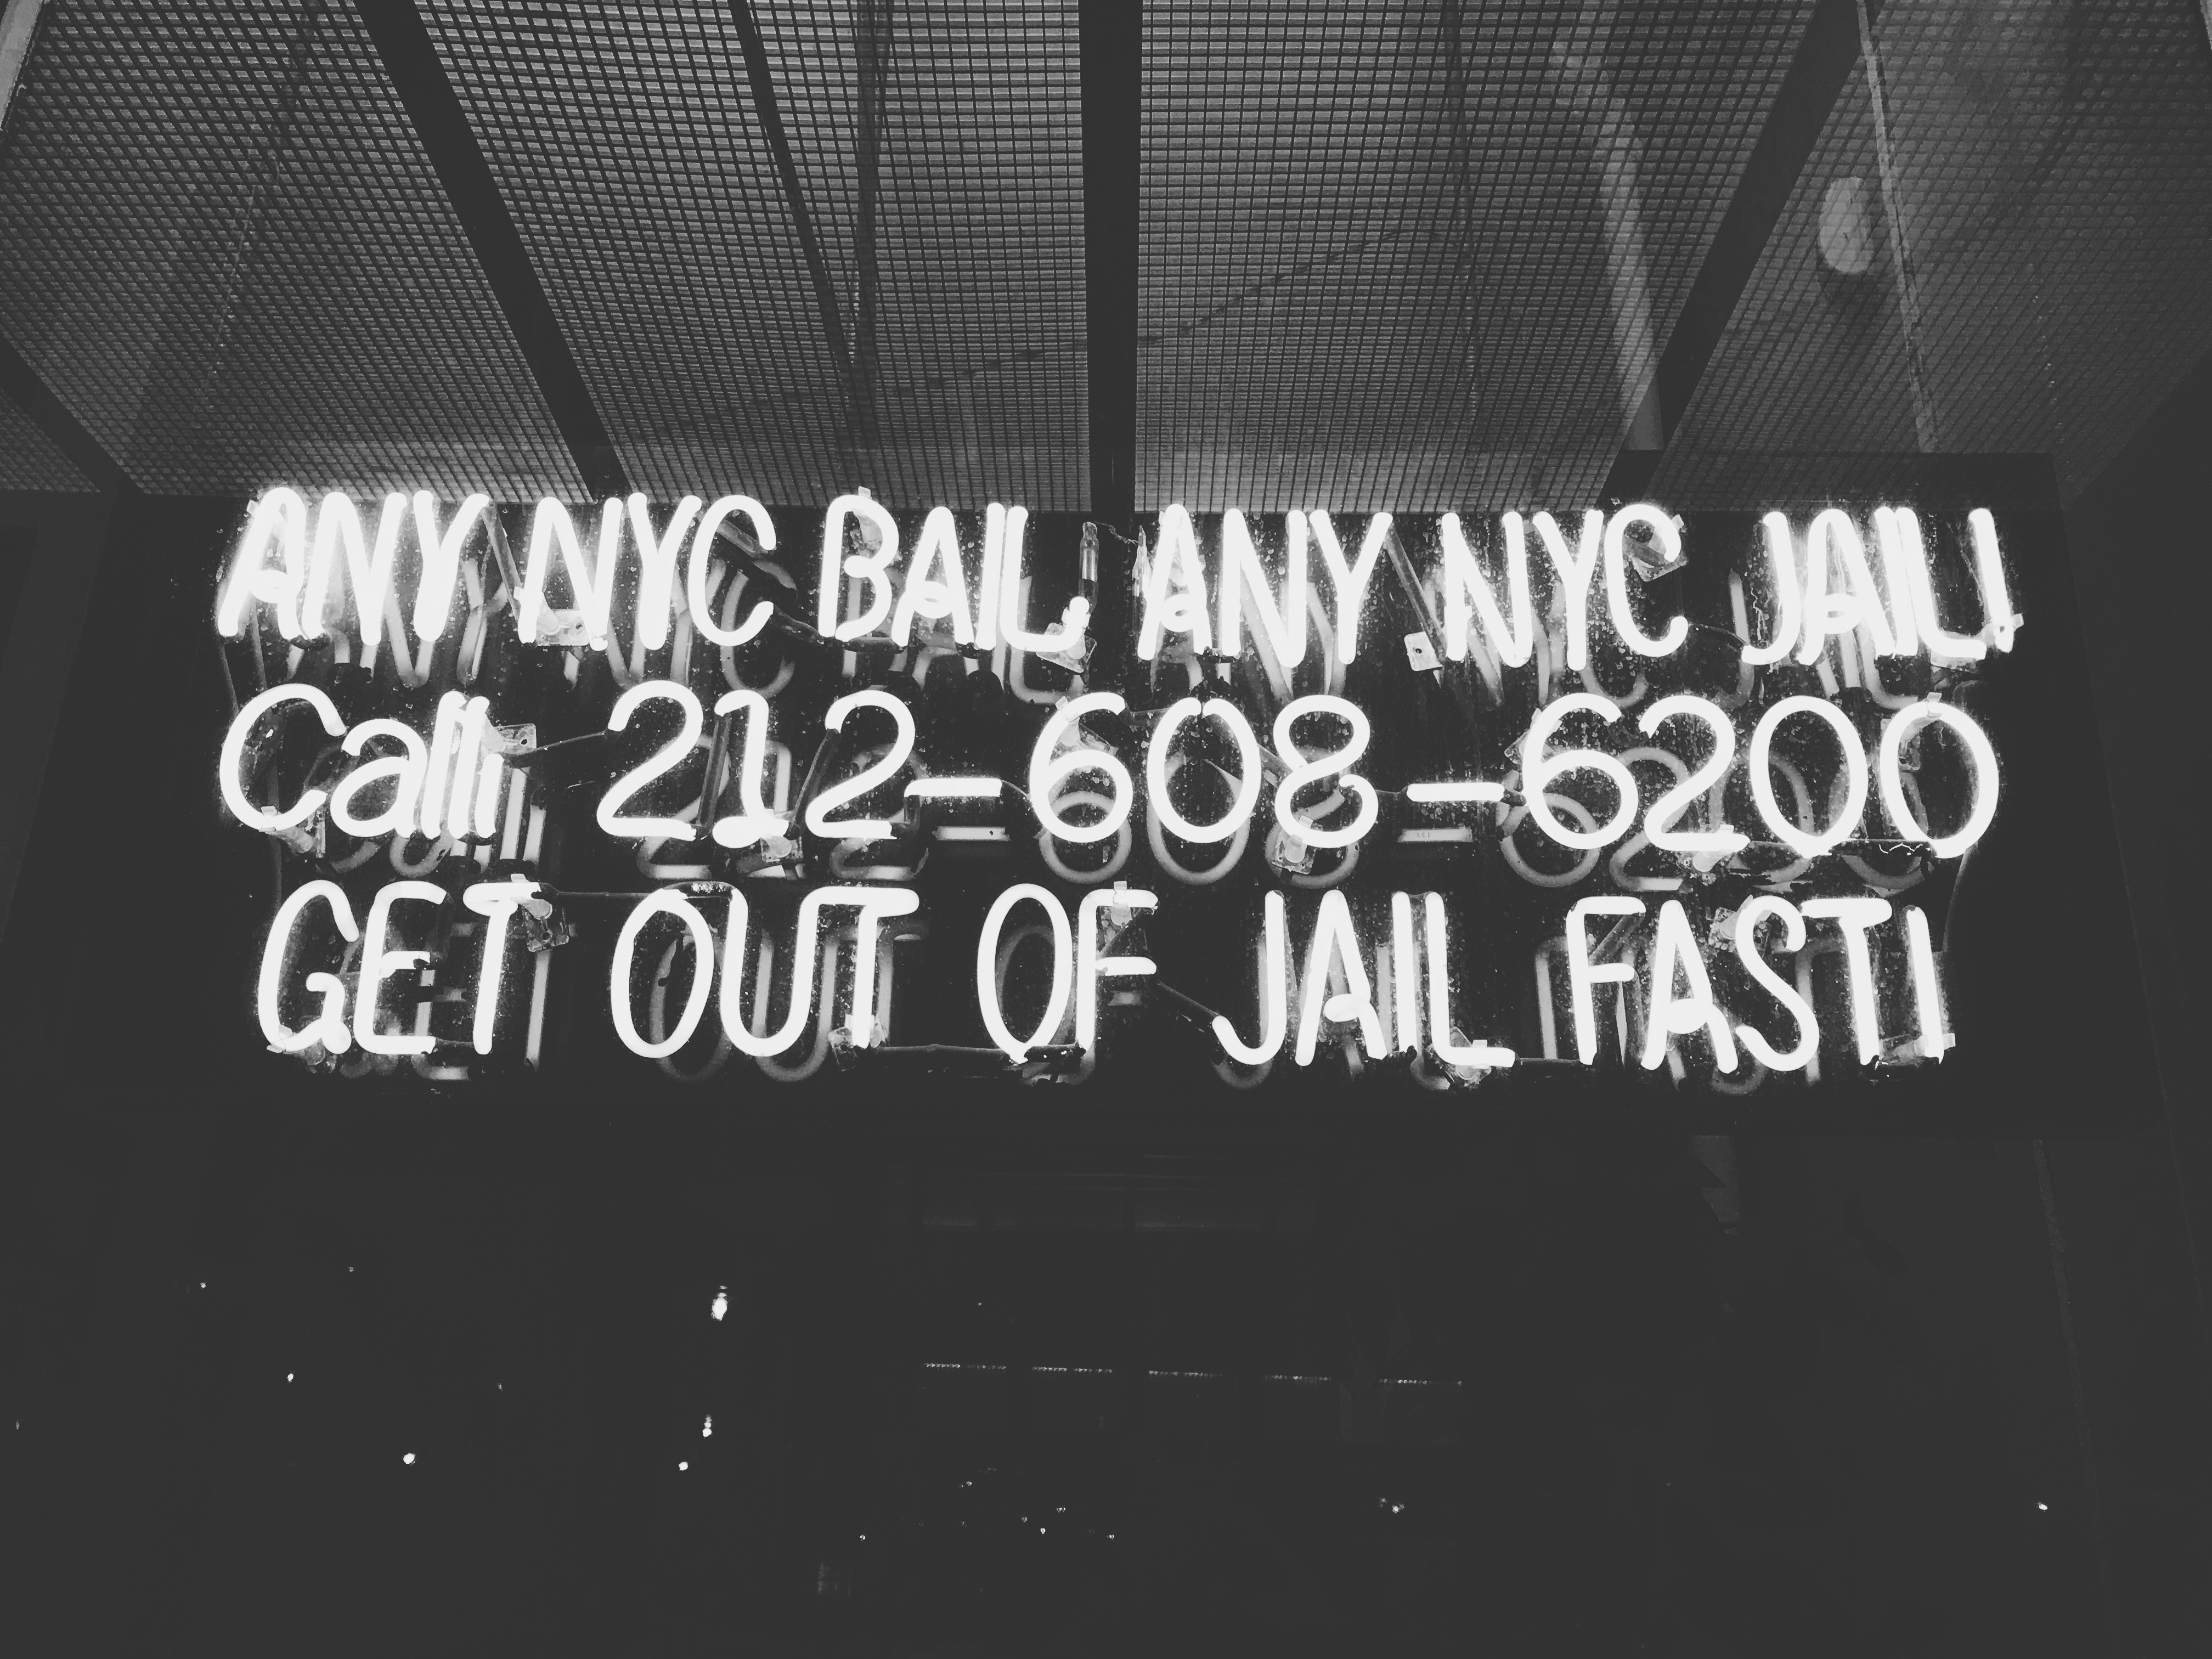 ANY NYC BAIL ANY NYC JAIL!
Call: 212-608-6200
GET OUT OF JAIL FAST!